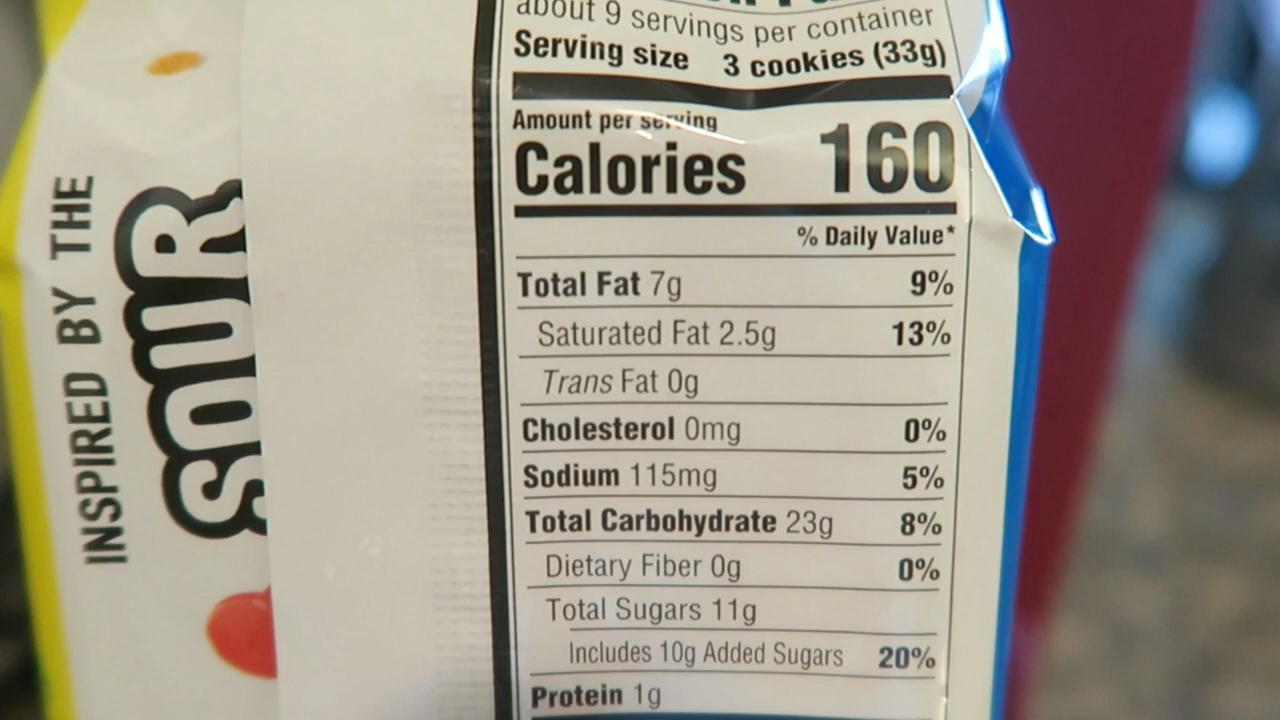 INSPIRED BY THE
SOUR
about 9 servings per container
Serving size 3 cookies (33g)
Amount per serving
Calories 160
% Daily Value*
Total Fat 7g 9%
Saturated Fat 2.5g 13%
Trans Fat 0g
Cholesterol 0mg 0%
Sodium 115mg 5%
Total Carbohydrate 23g 8%
Dietary Fiber 0g 0%
Total Sugars 11g
Includes 10g Added Sugars 20%
Protein 1g